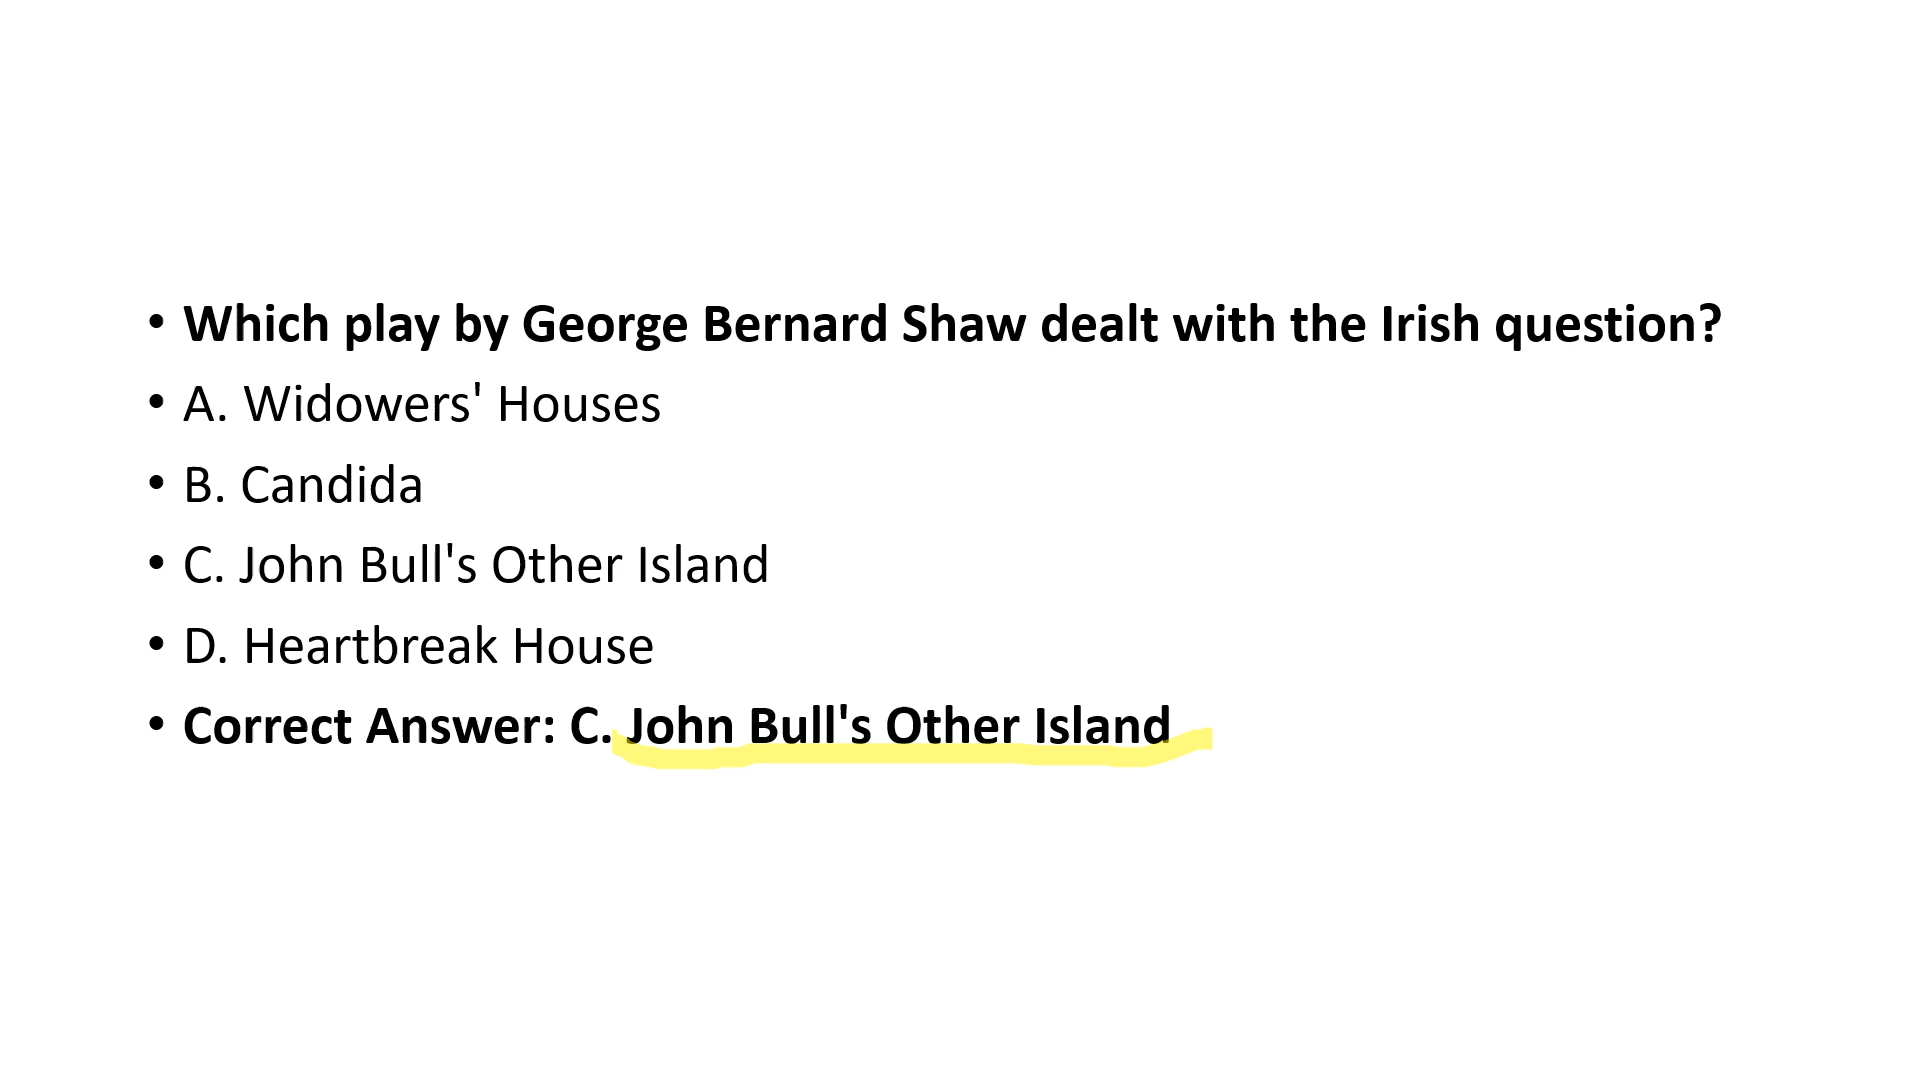 • Which play by George Bernard Shaw dealt with the Irish question?
• A. Widowers' Houses
• B. Candida
• C. John Bull's Other Island
• D. Heartbreak House
• Correct Answer: C. John Bull's Other Island